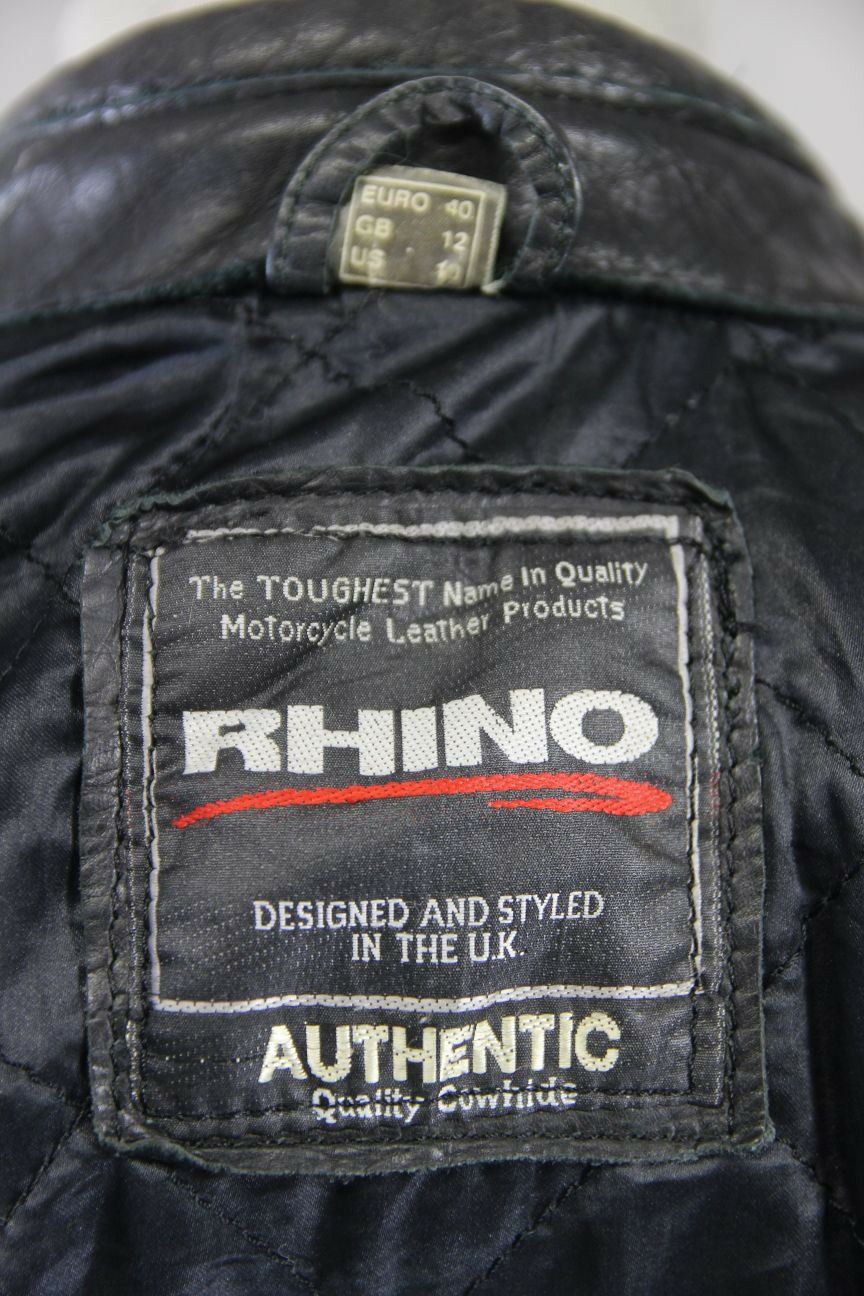 EURO 40
GB 12
US
The TOUGHEST Name In Quality
Motorcycle Leather Products
RHINO
DESIGNED AND STYLED
IN THE U.K.
AUTHENTIC
Quality Cowhide